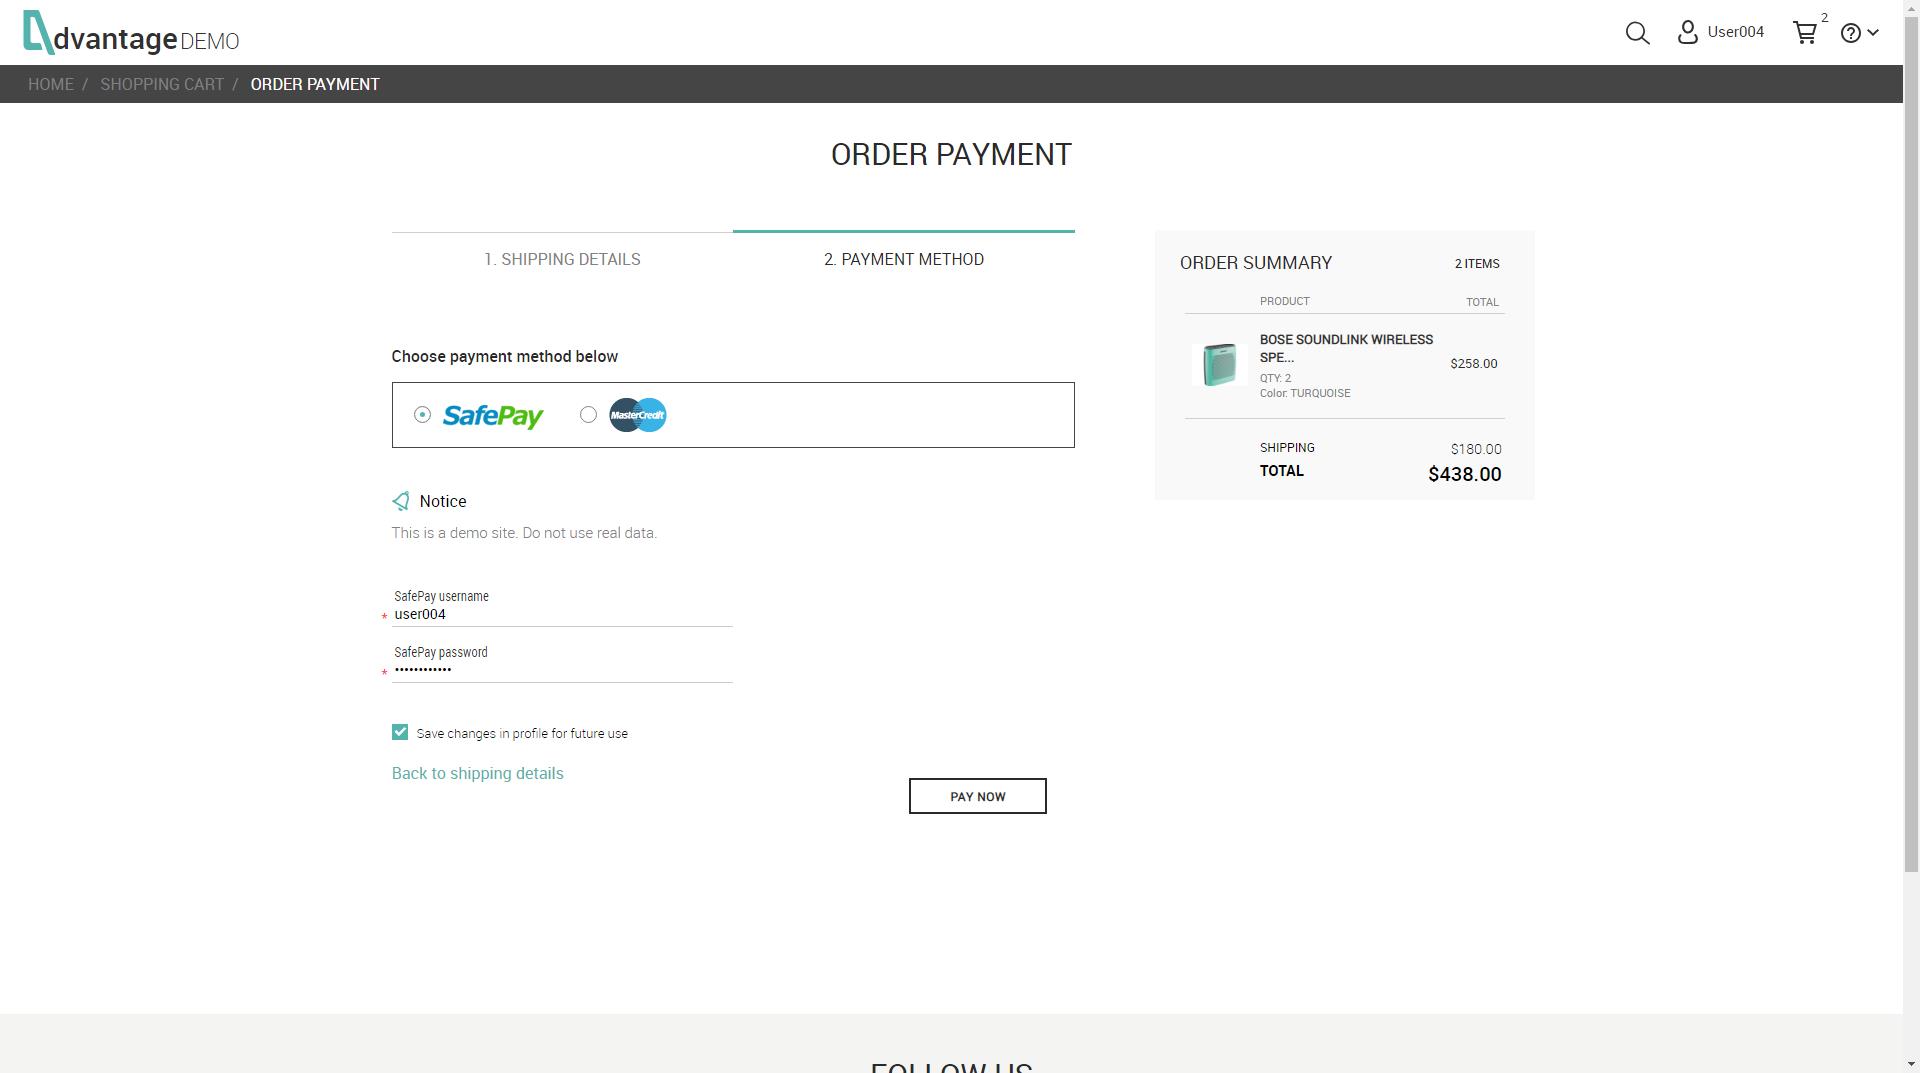 dvantage DEMO
User004
2
HOME / SHOPPING CART / ORDER PAYMENT
ORDER PAYMENT
1. SHIPPING DETAILS
2. PAYMENT METHOD
Choose payment method below
SafePay
MasterCredit
Notice
This is a demo site. Do not use real data.
SafePay username
* user004
SafePay password
* ••••••••••••
Save changes in profile for future use
Back to shipping details
PAY NOW
ORDER SUMMARY
2 ITEMS
PRODUCT
TOTAL
BOSE SOUNDLINK WIRELESS
SPE...
$258.00
QTY: 2
Color: TURQUOISE
SHIPPING
$180.00
TOTAL
$438.00
FOLLOW US